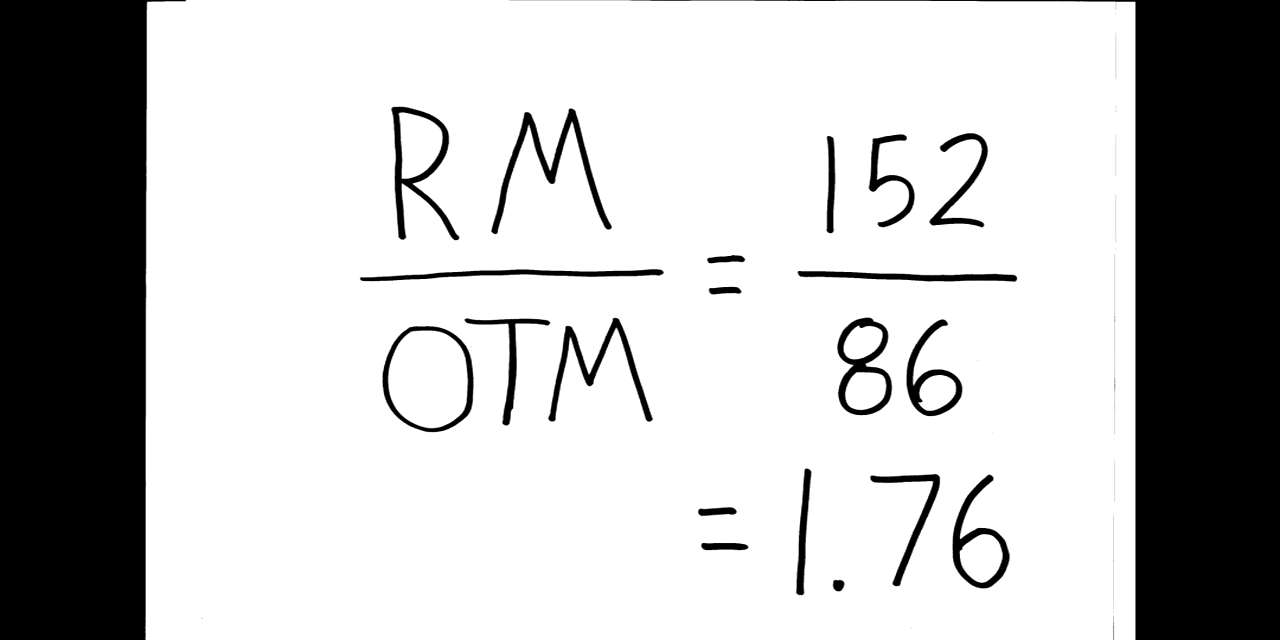 RM = 152
OTM 86
= 1.76